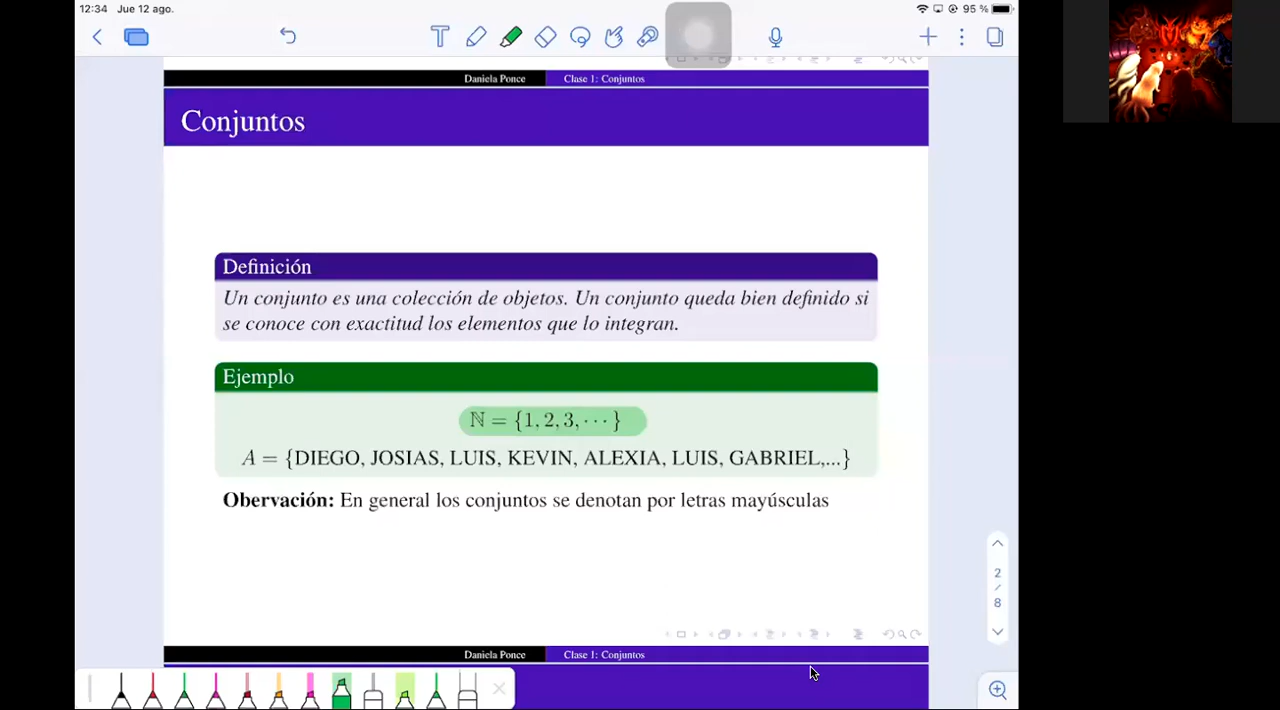 12:34 Jue 12 ago.
95 %
Daniela Ponce Clase 1: Conjuntos
Conjuntos
Definición
Un conjunto es una colección de objetos. Un conjunto queda bien definido si
se conoce con exactitud los elementos que lo integran.
Ejemplo
ℕ = {1, 2, 3, ⋯}
A = {DIEGO, JOSIAS, LUIS, KEVIN, ALEXIA, LUIS, GABRIEL,...}
Obervación: En general los conjuntos se denotan por letras mayúsculas
2
/
8
Daniela Ponce Clase 1: Conjuntos